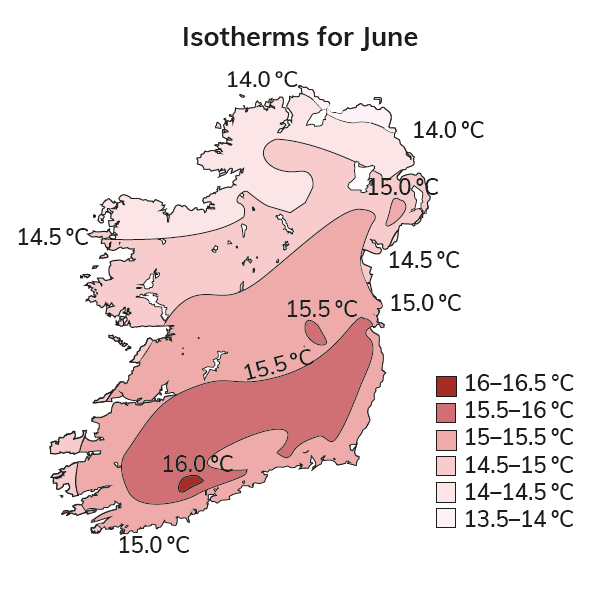 Isotherms for June
14.0 °C
14.0 °C
15.0 °C
14.5 °C
14.5 °C
15.0 °C
15.5 °C
15.5 °C
16.0 °C
15.0 °C
16–16.5 °C
15.5–16 °C
15–15.5 °C
14.5–15 °C
14–14.5 °C
13.5–14 °C